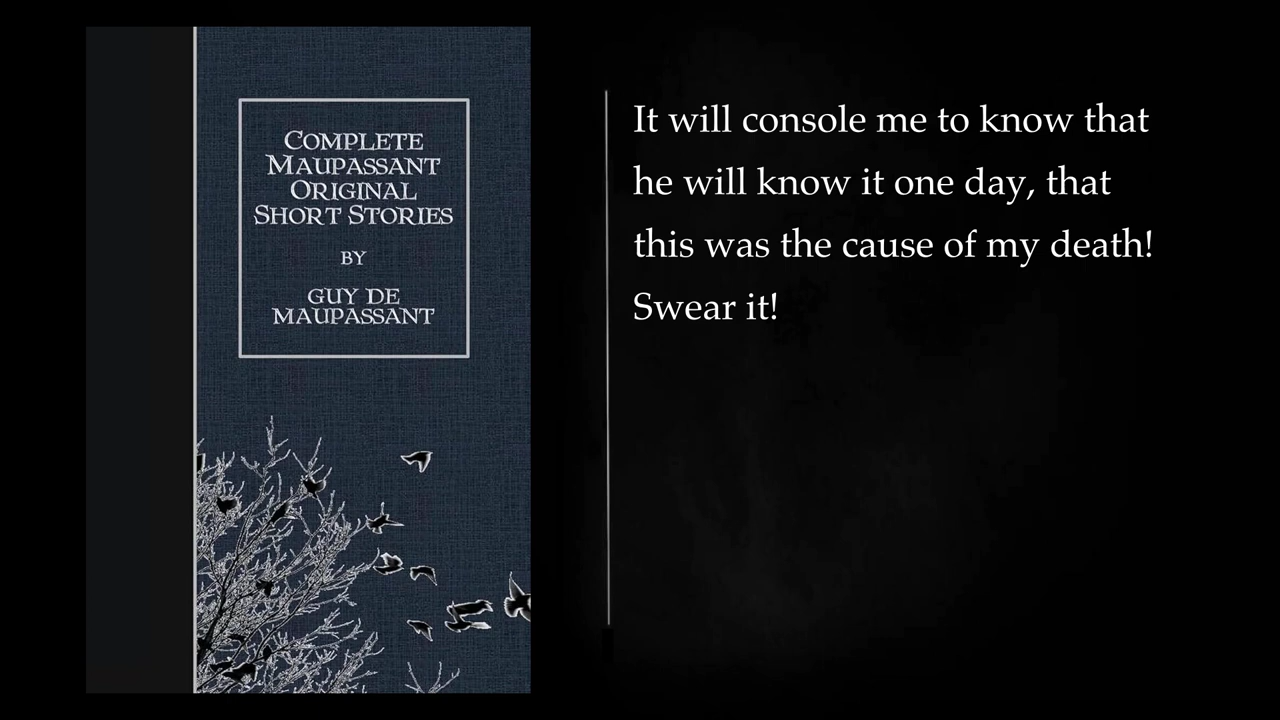 COMPLETE
MAUPASSANT
ORIGINAL
SHORT STORIES
BY
GUY DE
MAUPASSANT
It will console me to know that
he will know it one day, that
this was the cause of my death!
Swear it!